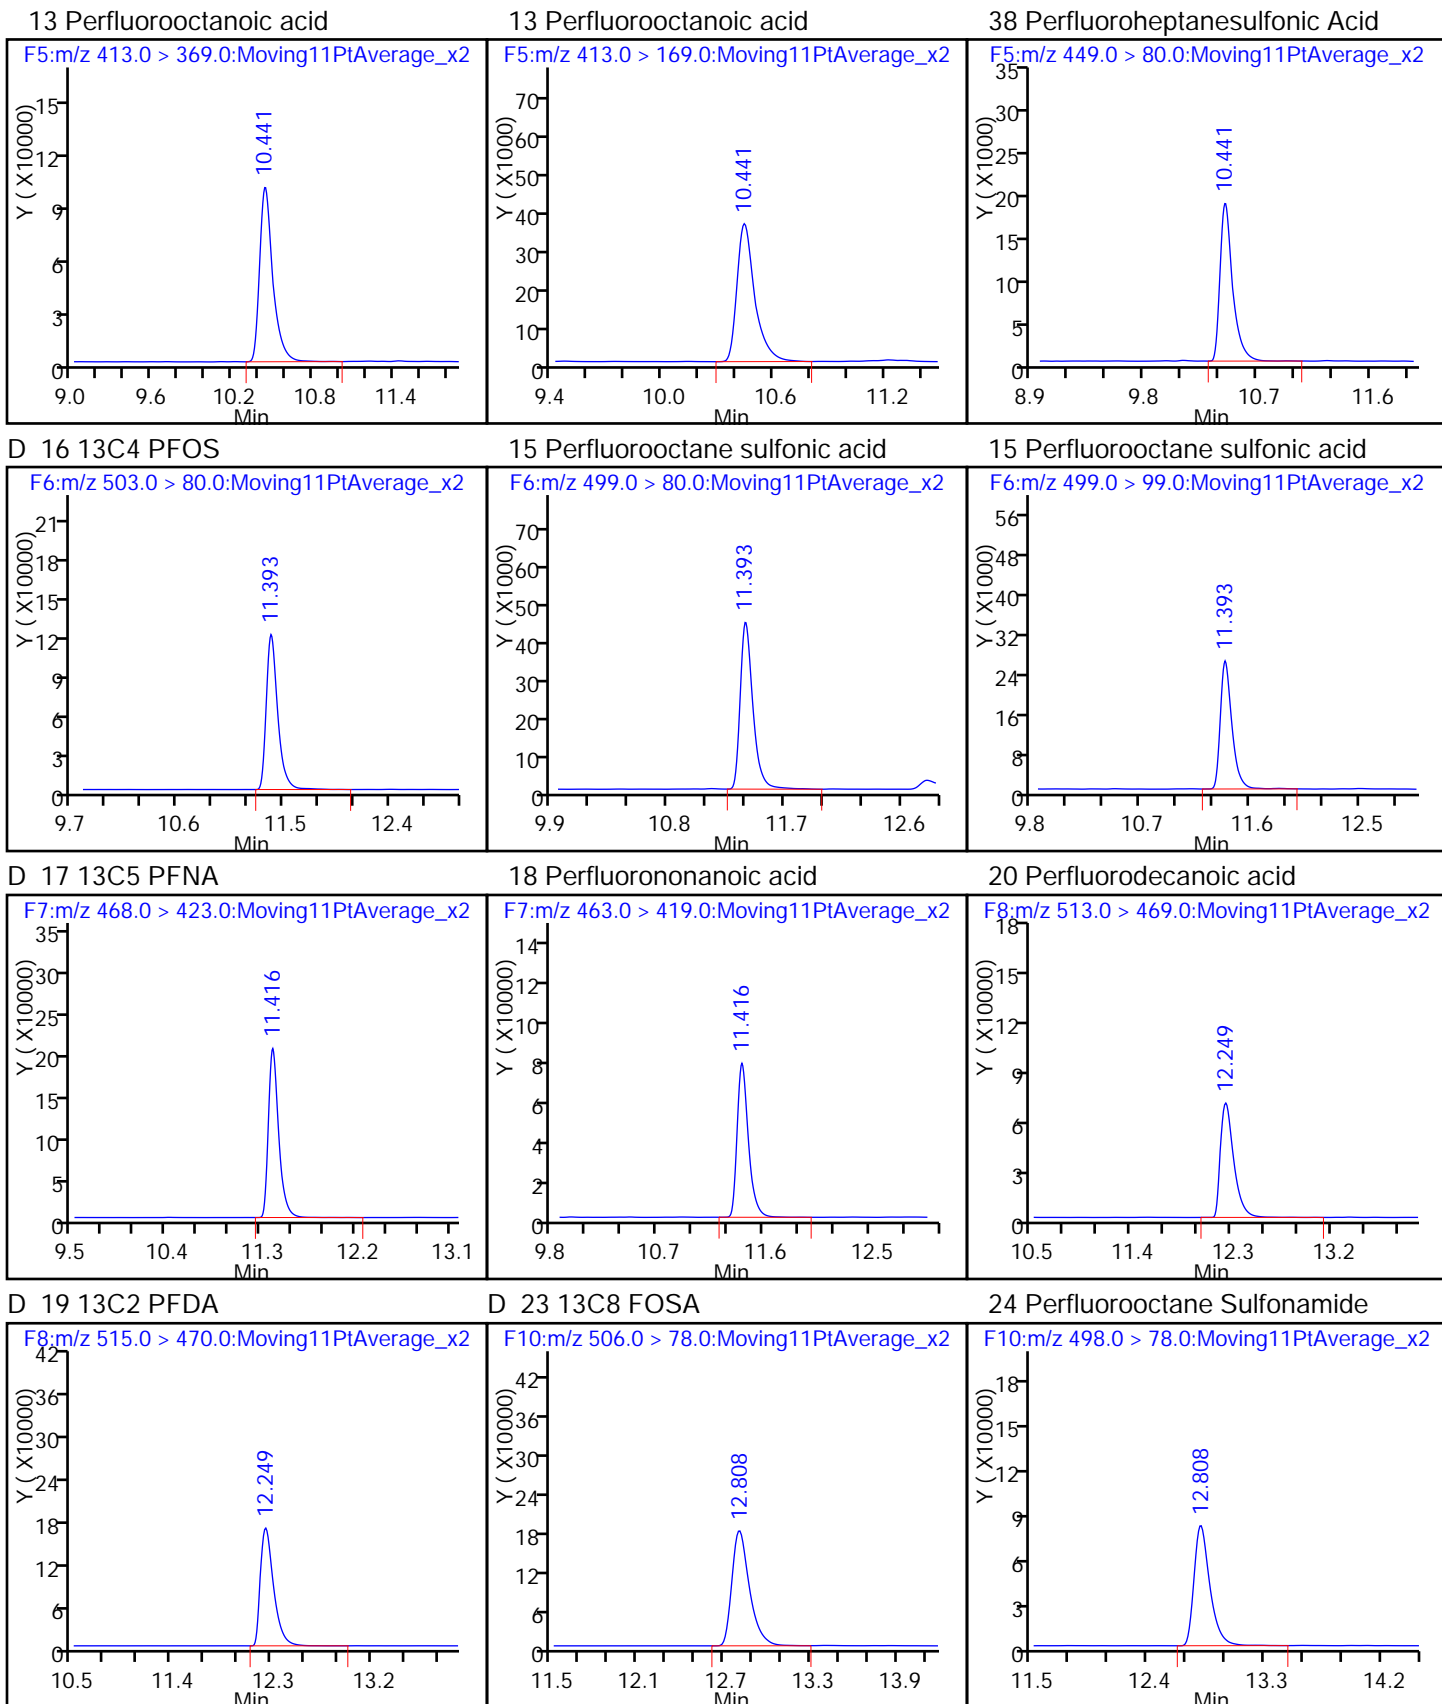 13 Perfluorooctanoic acid
F5:m/z 413.0 > 369.0:Moving11PtAverage_x2
Y ( X10000)
15
12
9
6
3
0
10.441
9.0 9.6 10.2 10.8 11.4
Min
13 Perfluorooctanoic acid
F5:m/z 413.0 > 169.0:Moving11PtAverage_x2
Y ( X1000)
70
60
50
40
30
20
10
0
10.441
9.4 10.0 10.6 11.2
Min
38 Perfluoroheptanesulfonic Acid
F5:m/z 449.0 > 80.0:Moving11PtAverage_x2
Y ( X1000)
35
30
25
20
15
10
5
0
10.441
8.9 9.8 10.7 11.6
Min
D 16 13C4 PFOS
F6:m/z 503.0 > 80.0:Moving11PtAverage_x2
Y ( X10000)
21
18
15
12
9
6
3
0
11.393
9.7 10.6 11.5 12.4
Min
15 Perfluorooctane sulfonic acid
F6:m/z 499.0 > 80.0:Moving11PtAverage_x2
Y ( X1000)
70
60
50
40
30
20
10
0
11.393
9.9 10.8 11.7 12.6
Min
15 Perfluorooctane sulfonic acid
F6:m/z 499.0 > 99.0:Moving11PtAverage_x2
Y ( X1000)
56
48
40
32
24
16
8
0
11.393
9.8 10.7 11.6 12.5
Min
D 17 13C5 PFNA
F7:m/z 468.0 > 423.0:Moving11PtAverage_x2
Y ( X10000)
35
30
25
20
15
10
5
0
11.416
9.5 10.4 11.3 12.2 13.1
Min
18 Perfluorononanoic acid
F7:m/z 463.0 > 419.0:Moving11PtAverage_x2
Y ( X10000)
14
12
10
8
6
4
2
0
11.416
9.8 10.7 11.6 12.5
Min
20 Perfluorodecanoic acid
F8:m/z 513.0 > 469.0:Moving11PtAverage_x2
Y ( X10000)
18
15
12
9
6
3
0
12.249
10.5 11.4 12.3 13.2
Min
D 19 13C2 PFDA
F8:m/z 515.0 > 470.0:Moving11PtAverage_x2
Y ( X10000)
42
36
30
24
18
12
6
0
12.249
10.5 11.4 12.3 13.2
Min
D 23 13C8 FOSA
F10:m/z 506.0 > 78.0:Moving11PtAverage_x2
Y ( X10000)
42
36
30
24
18
12
6
0
12.808
11.5 12.1 12.7 13.3 13.9
Min
24 Perfluorooctane Sulfonamide
F10:m/z 498.0 > 78.0:Moving11PtAverage_x2
Y ( X10000)
18
15
12
9
6
3
0
12.808
11.5 12.4 13.3 14.2
Min